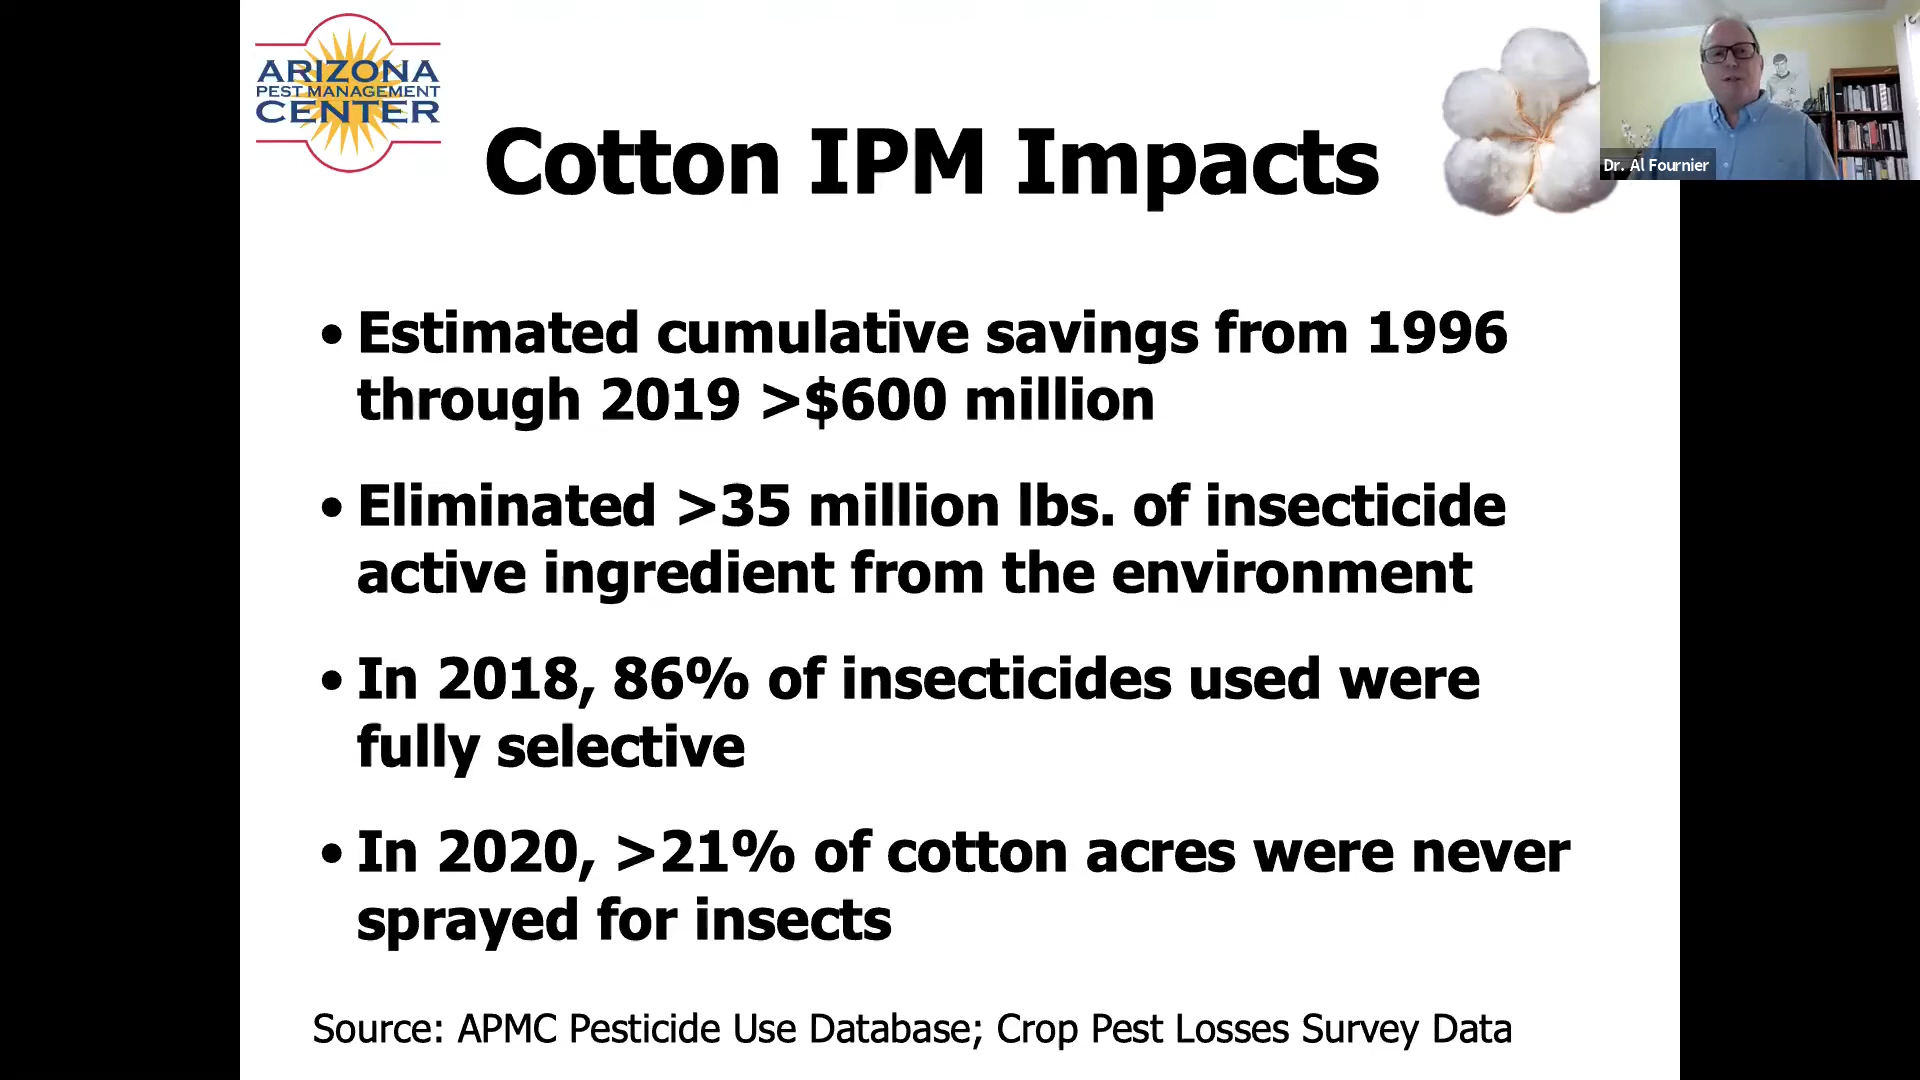 ARIZONA
PEST MANAGEMENT
CENTER
Cotton IPM Impacts
Dr. Al Fournier
• Estimated cumulative savings from 1996
through 2019 >$600 million
• Eliminated >35 million lbs. of insecticide
active ingredient from the environment
• In 2018, 86% of insecticides used were
fully selective
• In 2020, >21% of cotton acres were never
sprayed for insects
Source: APMC Pesticide Use Database; Crop Pest Losses Survey Data